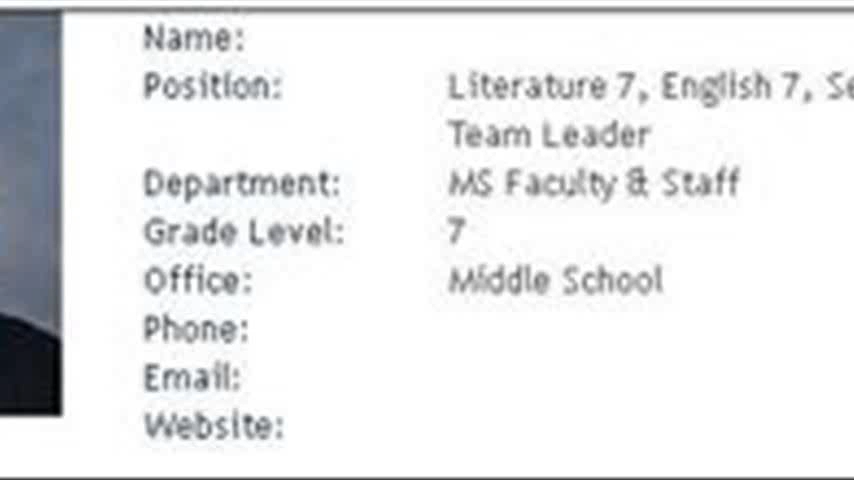 Name:
Position: Literature 7, English 7, Se
Team Leader
Department: MS Faculty & Staff
Grade Level: 7
Office: Middle School
Phone:
Email:
Website: